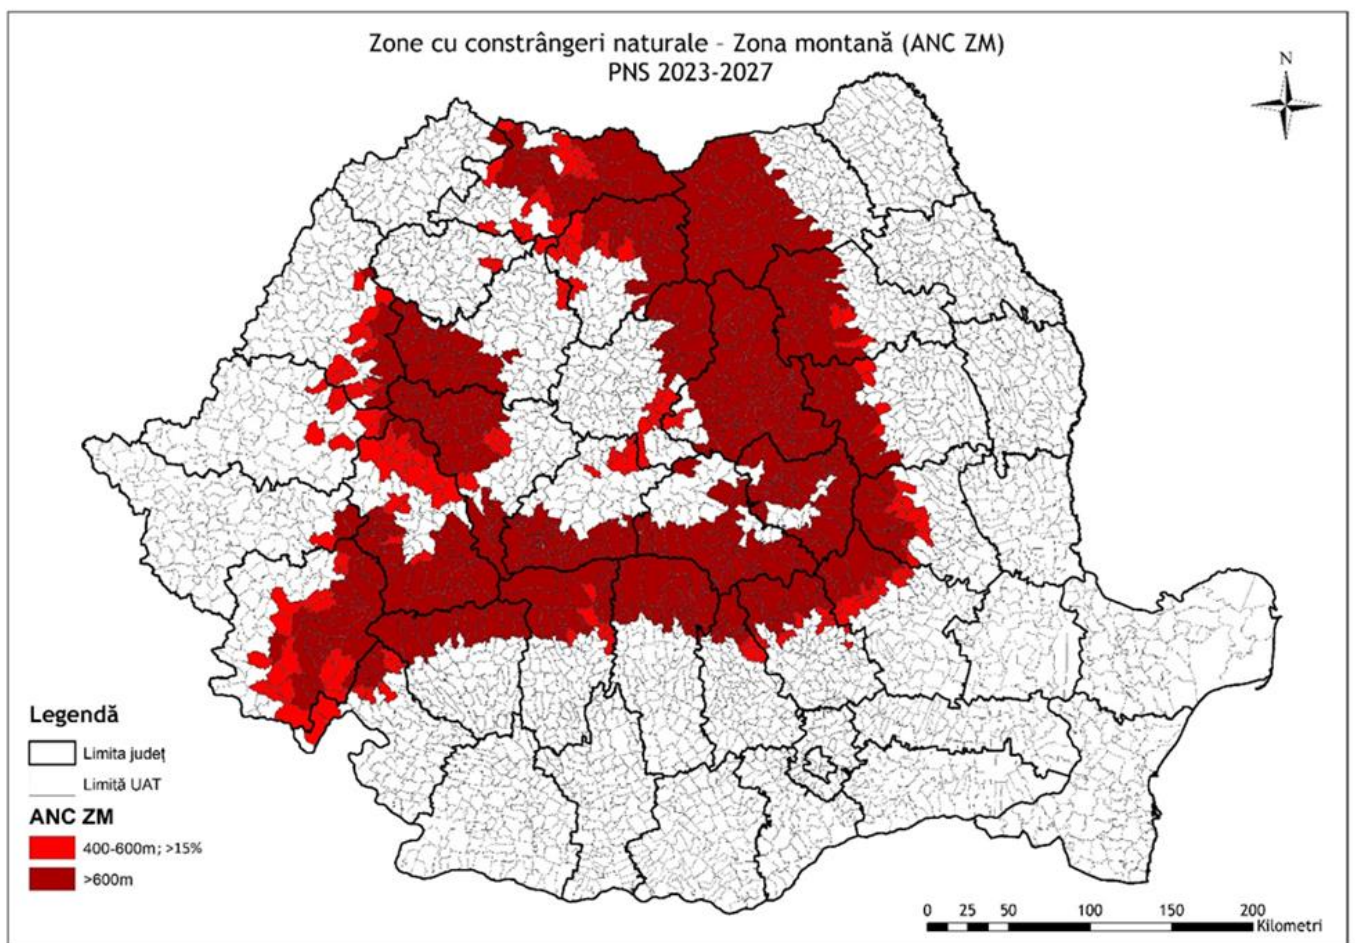 Zone cu constrângeri naturale - Zona montană (ANC ZM)
PNS 2023-2027
N
Legendă
Limita județ
Limită UAT
ANC ZM
400-600m; >15%
>600m
0 25 50 100 150 200
Kilometri